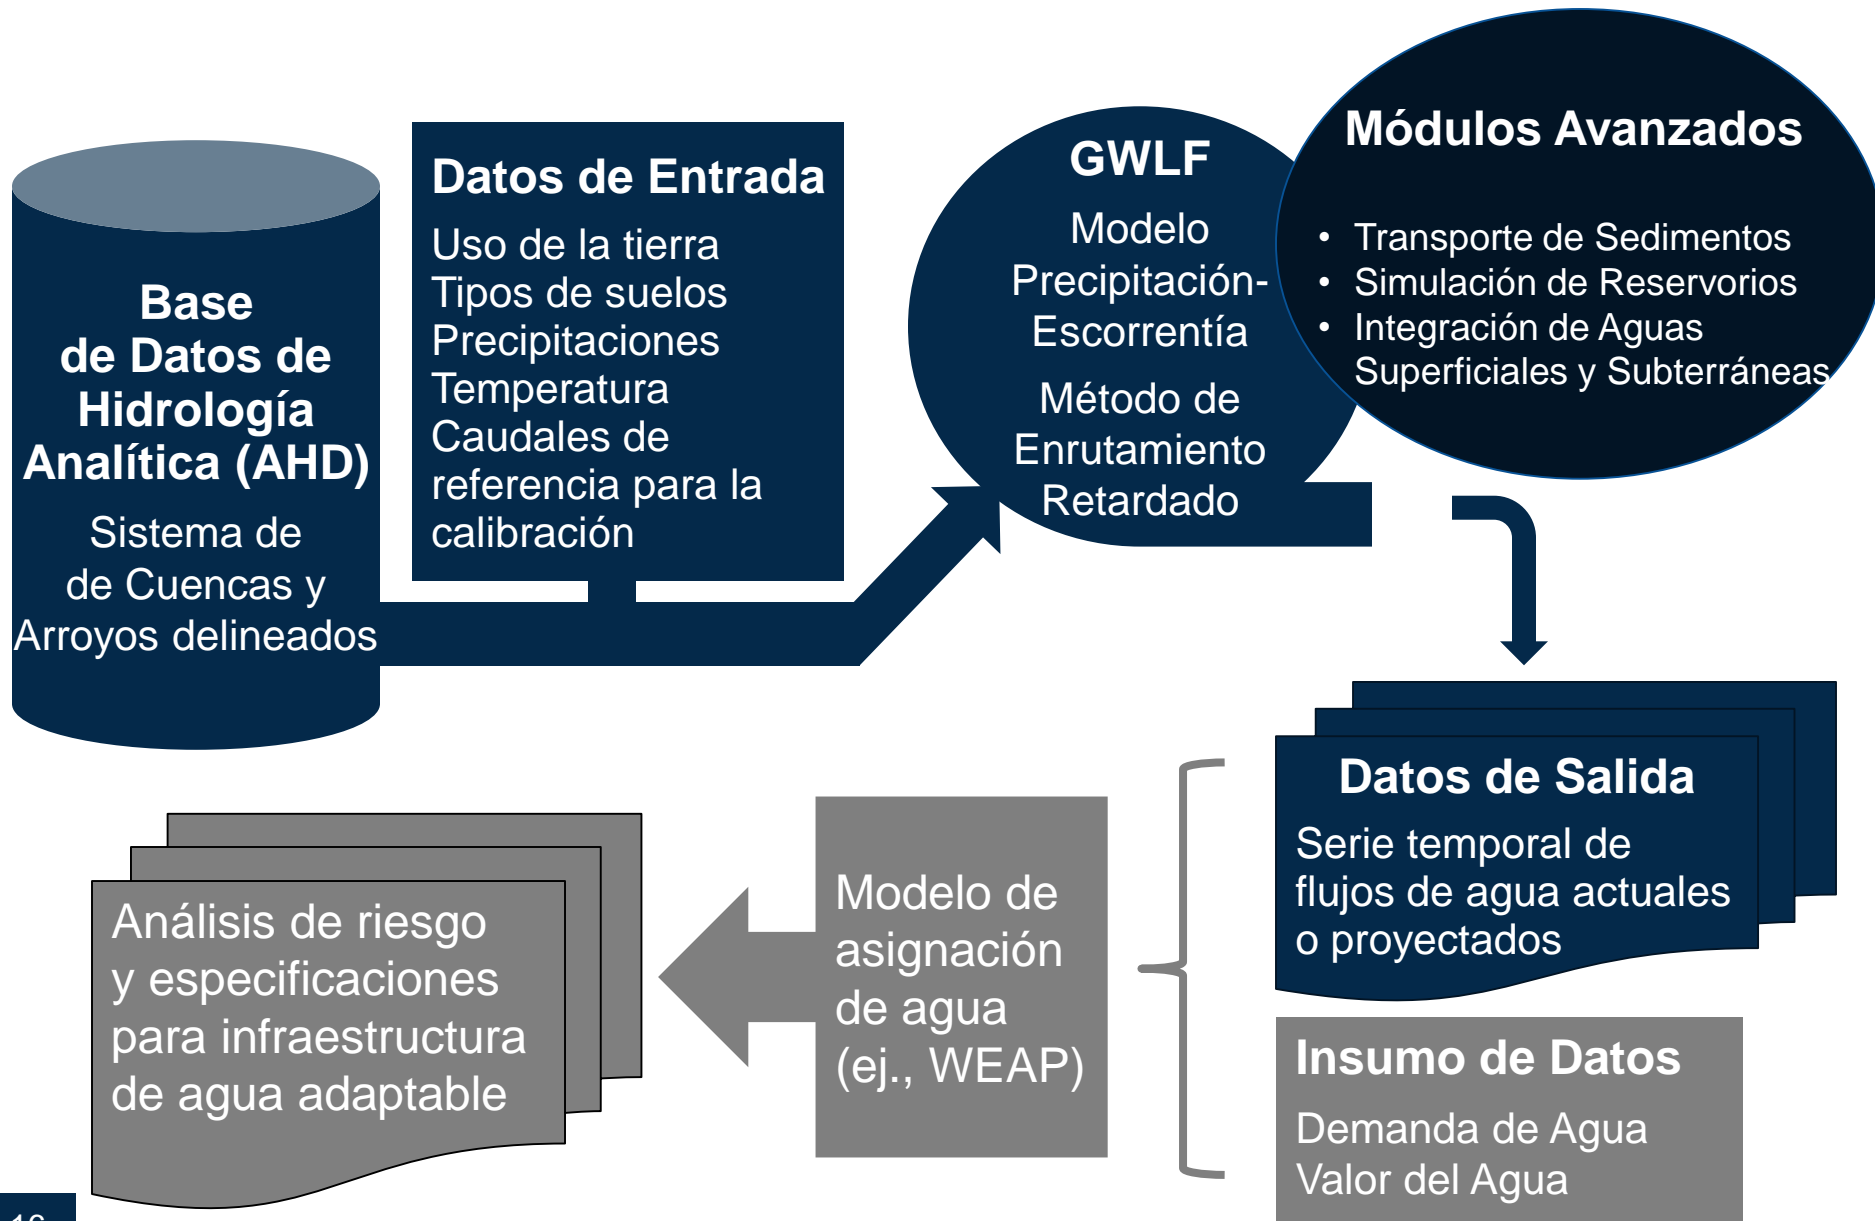 Base
de Datos de
Hidrología
Analítica (AHD)
Sistema de
de Cuencas y
Arroyos delineados
Datos de Entrada
Uso de la tierra
Tipos de suelos
Precipitaciones
Temperatura
Caudales de
referencia para la
calibración
GWLF
Modelo
Precipitación-
Escorrentía
Método de
Enrutamiento
Retardado
Módulos Avanzados
• Transporte de Sedimentos
• Simulación de Reservorios
• Integración de Aguas
Superficiales y Subterráneas
Datos de Salida
Serie temporal de
flujos de agua actuales
o proyectados
Insumo de Datos
Demanda de Agua
Valor del Agua
Modelo de
asignación
de agua
(ej., WEAP)
Análisis de riesgo
y especificaciones
para infraestructura
de agua adaptable